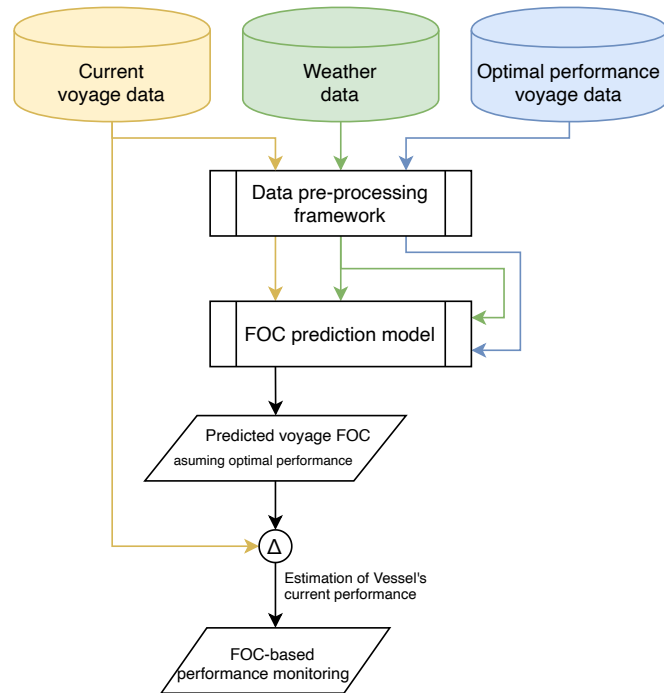 Current
voyage data
Weather
data
Optimal performance
voyage data
Data pre-processing
framework
FOC prediction model
Predicted voyage FOC
asuming optimal performance
Δ
Estimation of Vessel's
current performance
FOC-based
performance monitoring